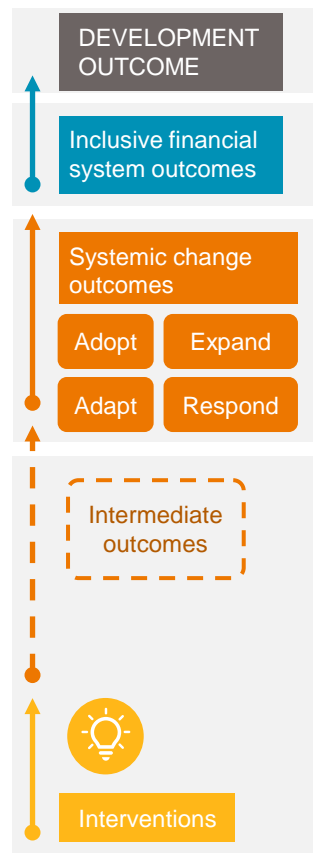 DEVELOPMENT
OUTCOME
Inclusive financial
system outcomes
Systemic change
outcomes
Adopt
Expand
Adapt
Respond
Intermediate
outcomes
Interventions